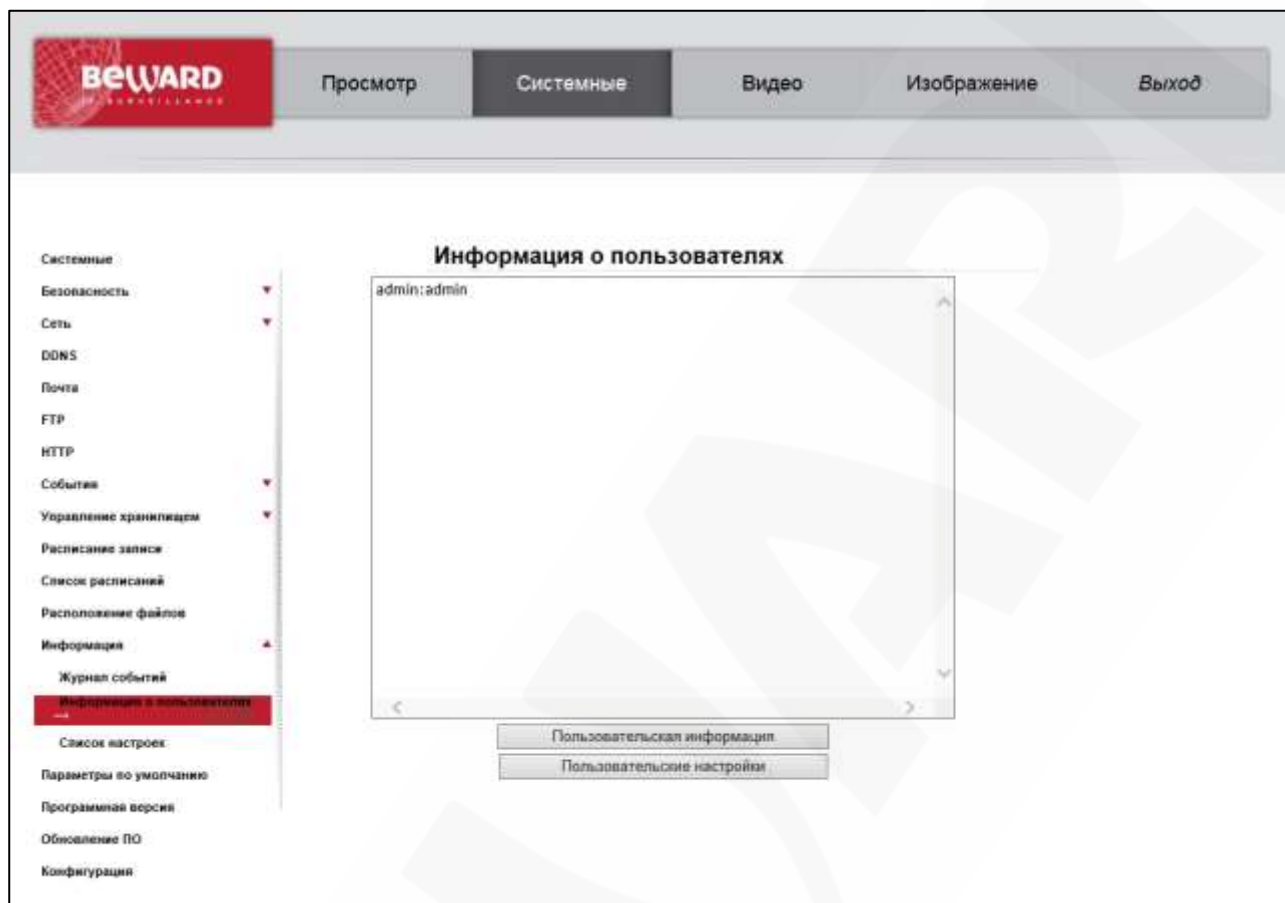 BEWARD
Просмотр
Системные
Видео
Изображение
Выход
Системные
Безопасность
Сеть
DDNS
Почта
FTP
HTTP
События
Управление хранилищем
Расписание записи
Список расписаний
Расположение файлов
Информация
Журнал событий
Информация о пользователях
Список настроек
Параметры по умолчанию
Программная версия
Обновление ПО
Конфигурация
Информация о пользователях
admin:admin
Пользовательская информация
Пользовательские настройки